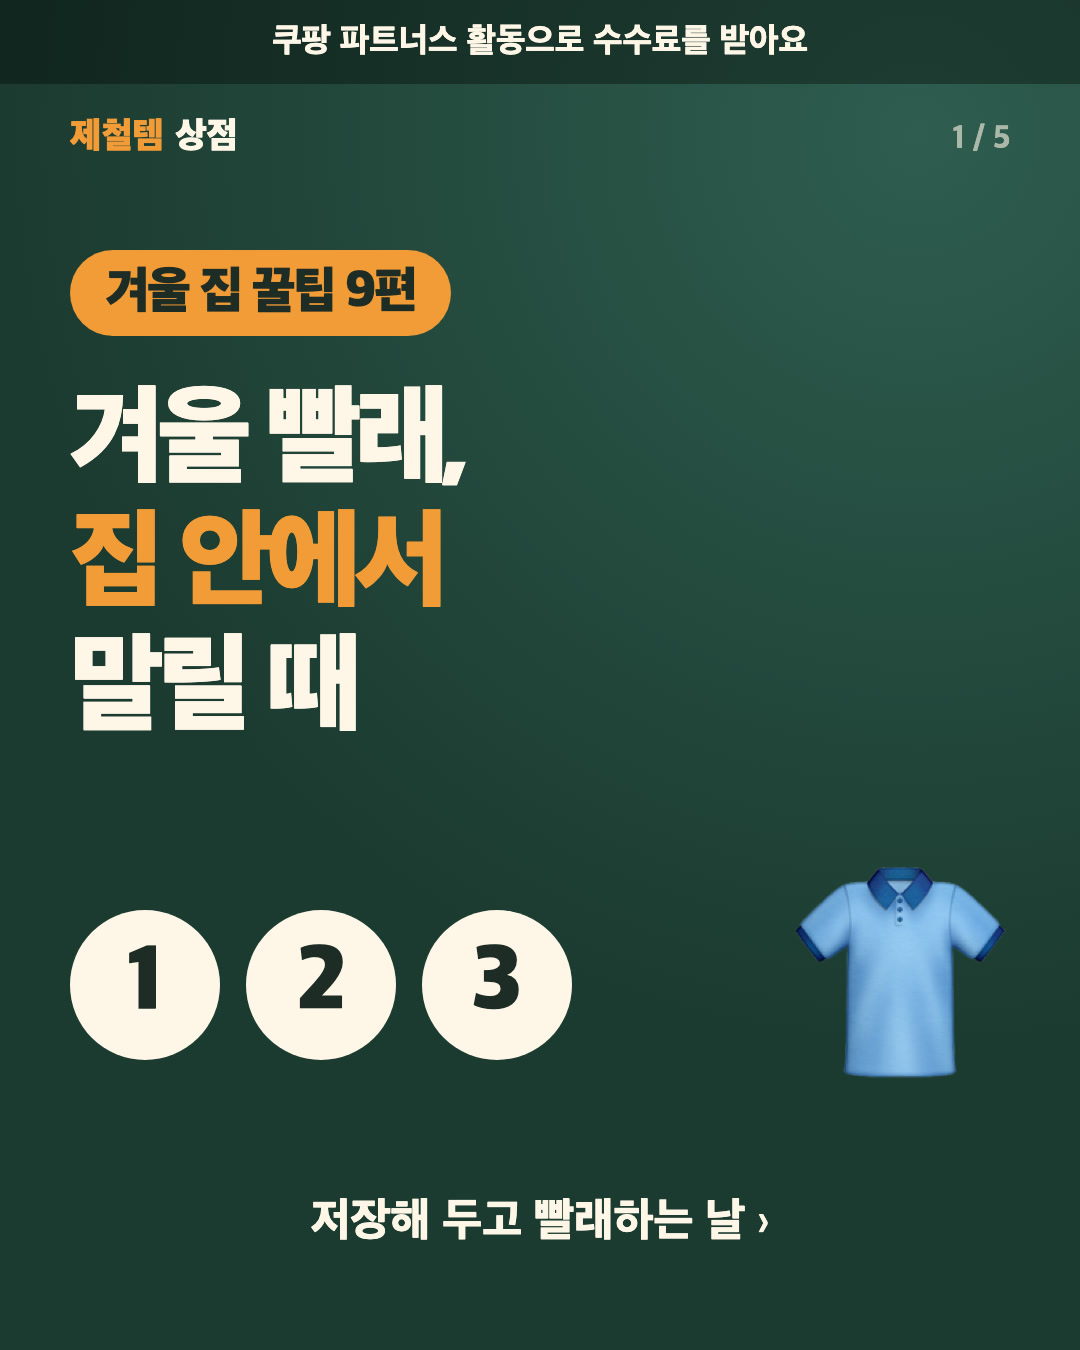 쿠팡 파트너스 활동으로 수수료를 받아요
제철템 상점
1 / 5
겨울 집 꿀팁 9편
겨울 빨래,
집 안에서
말릴 때
1 2 3
저장해 두고 빨래하는 날 ›